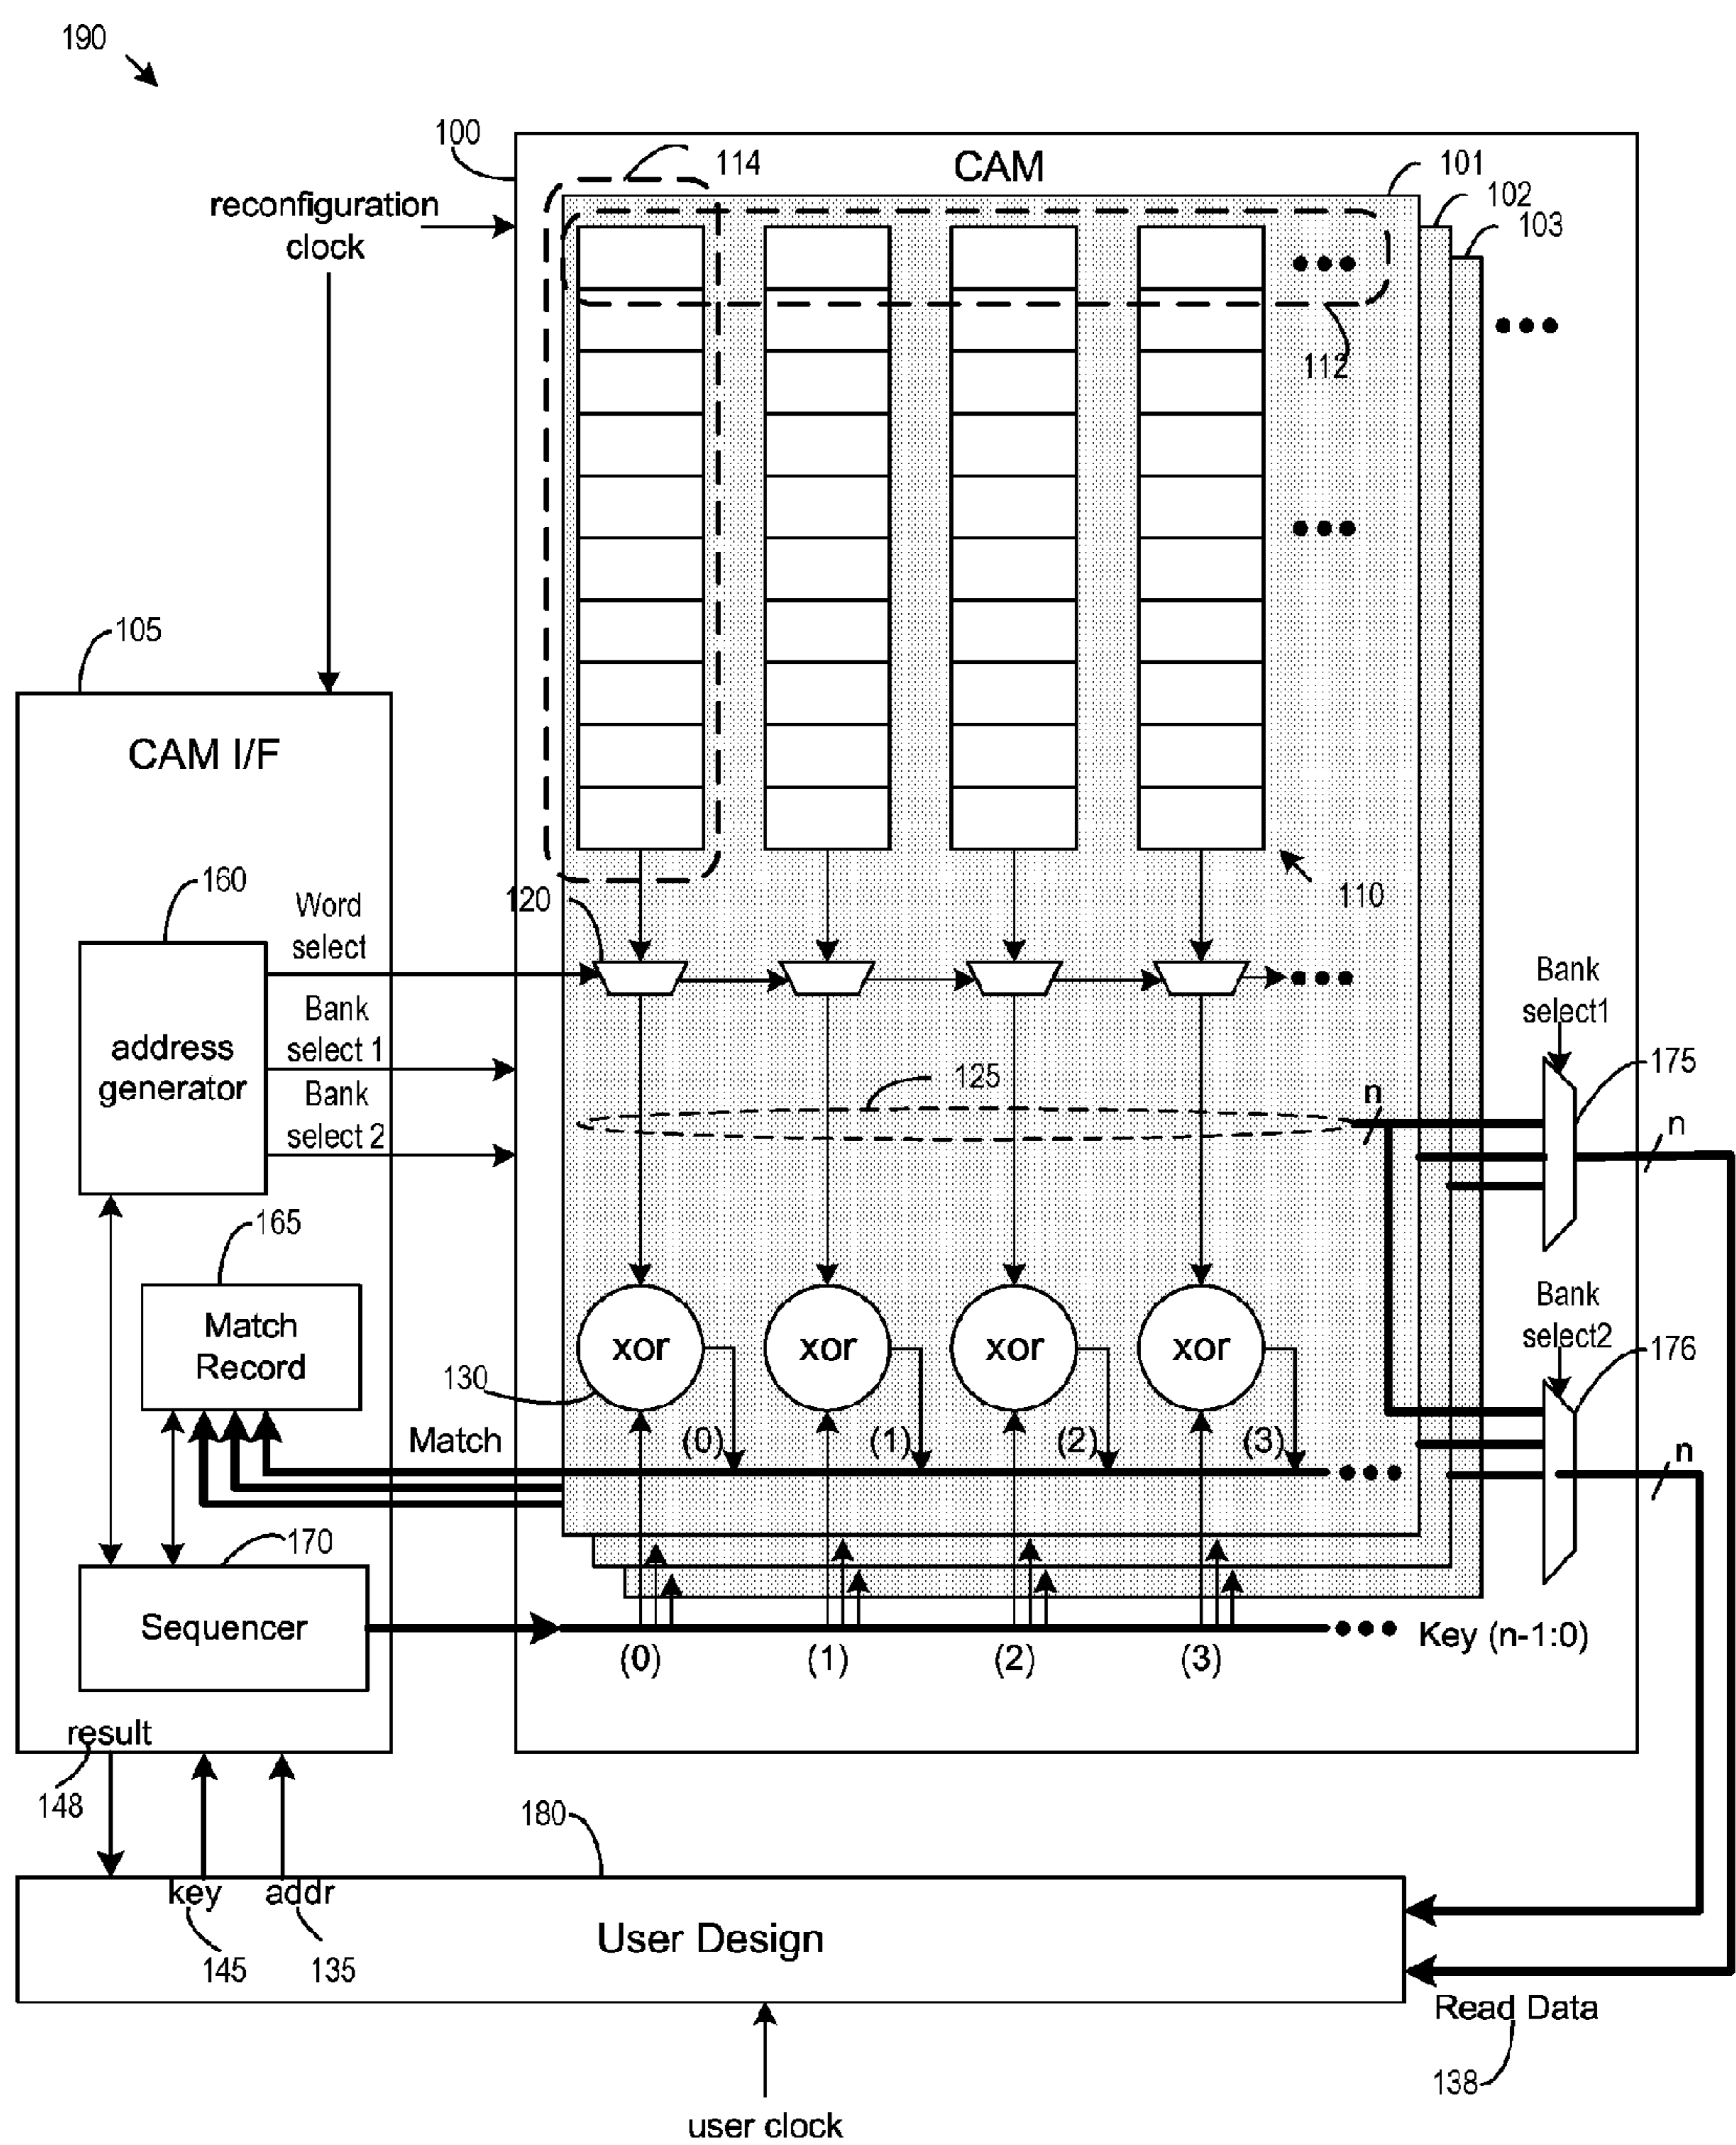 190
100
114
CAM
101
102
103
reconfiguration
clock
112
105
CAM I/F
160
Word
select
120
110
Bank
select 1
address
generator
Bank
select 2
Bank
select1
125
n
175
n
165
Match
Record
xor
xor
xor
xor
Bank
select2
176
130
Match
(0)
(1)
(2)
(3)
n
170
Sequencer
(0)
(1)
(2)
(3)
Key (n-1:0)
result
148
180
key
addr
145
135
User Design
Read Data
138
user clock